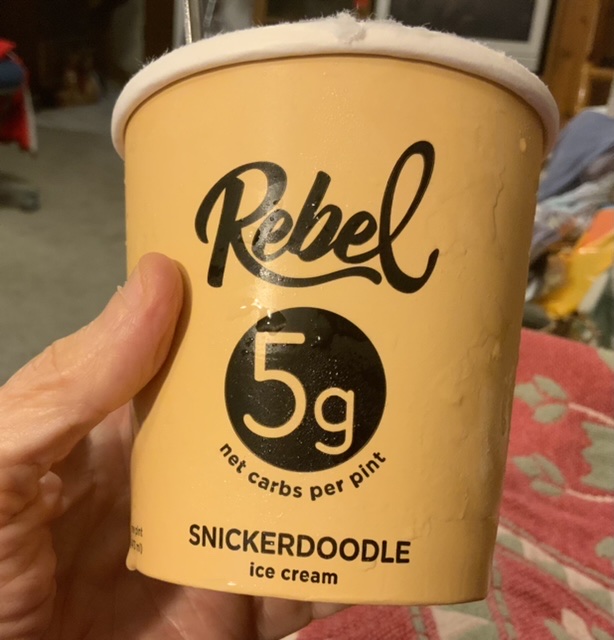 Rebel
5g
net carbs per pint
SNICKERDOODLE
ice cream